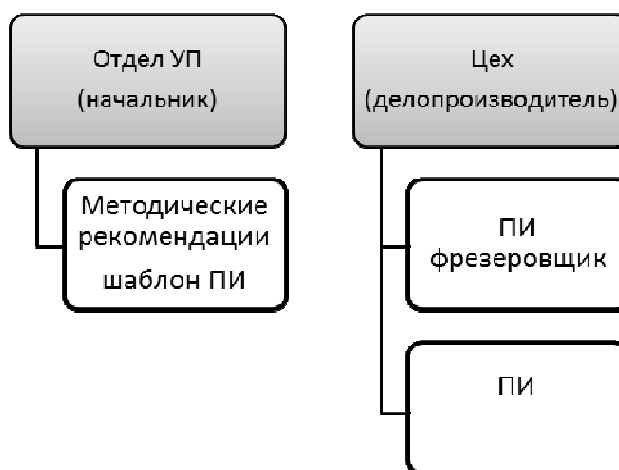 Отдел УП
(начальник)
Методические
рекомендации
шаблон ПИ
Цех
(делопроизводитель)
ПИ
фрезеровщик
ПИ